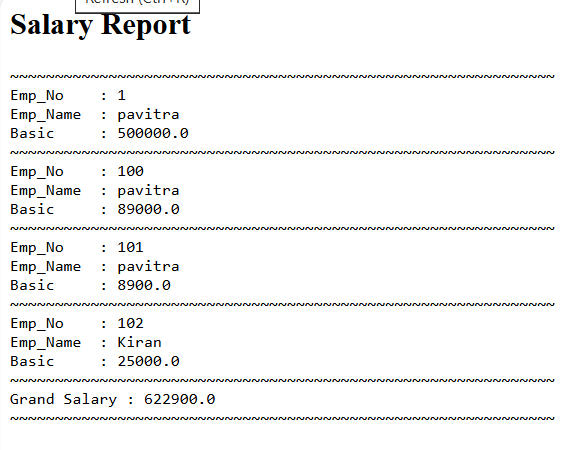 Refresh (Ctrl+R)
Salary Report
~~~~~~~~~~~~~~~~~~~~~~~~~~~~~~~~~~~~~~~~~~~~~~~~~~~~~~~~~~~~~
Emp_No    : 1
Emp_Name  : pavitra
Basic     : 500000.0
~~~~~~~~~~~~~~~~~~~~~~~~~~~~~~~~~~~~~~~~~~~~~~~~~~~~~~~~~~~~~
Emp_No    : 100
Emp_Name  : pavitra
Basic     : 89000.0
~~~~~~~~~~~~~~~~~~~~~~~~~~~~~~~~~~~~~~~~~~~~~~~~~~~~~~~~~~~~~
Emp_No    : 101
Emp_Name  : pavitra
Basic     : 8900.0
~~~~~~~~~~~~~~~~~~~~~~~~~~~~~~~~~~~~~~~~~~~~~~~~~~~~~~~~~~~~~
Emp_No    : 102
Emp_Name  : Kiran
Basic     : 25000.0
~~~~~~~~~~~~~~~~~~~~~~~~~~~~~~~~~~~~~~~~~~~~~~~~~~~~~~~~~~~~~
Grand Salary : 622900.0
~~~~~~~~~~~~~~~~~~~~~~~~~~~~~~~~~~~~~~~~~~~~~~~~~~~~~~~~~~~~~